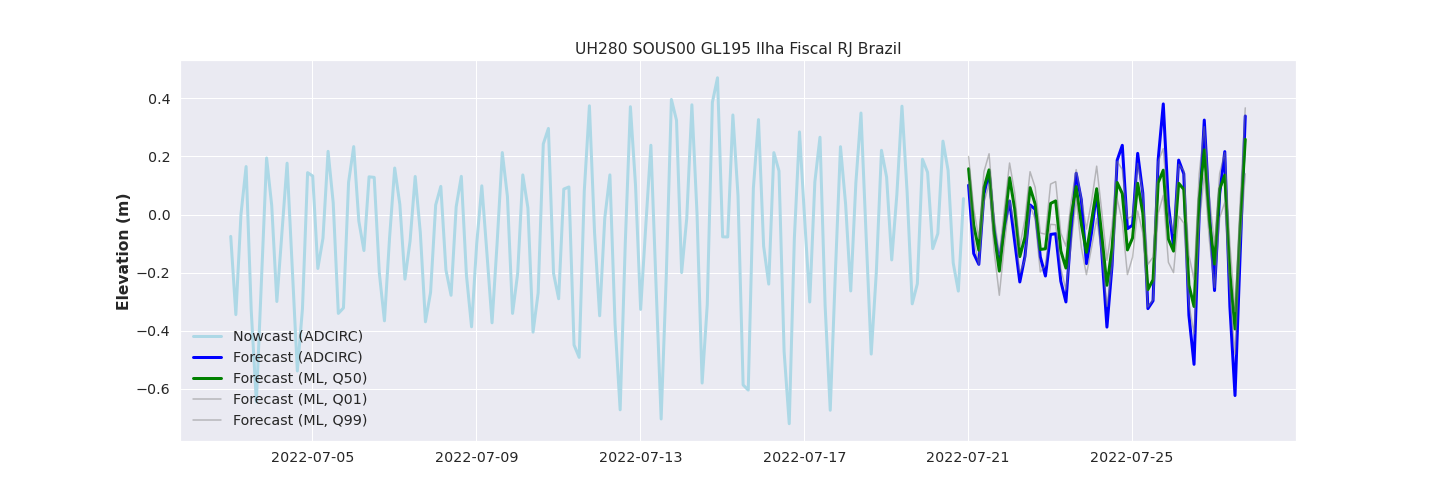 UH280 SOUS00 GL195 Ilha Fiscal RJ Brazil
Elevation (m)
0.4
0.2
0.0
−0.2
−0.4
−0.6
Nowcast (ADCIRC)
Forecast (ADCIRC)
Forecast (ML, Q50)
Forecast (ML, Q01)
Forecast (ML, Q99)
2022-07-05
2022-07-09
2022-07-13
2022-07-17
2022-07-21
2022-07-25